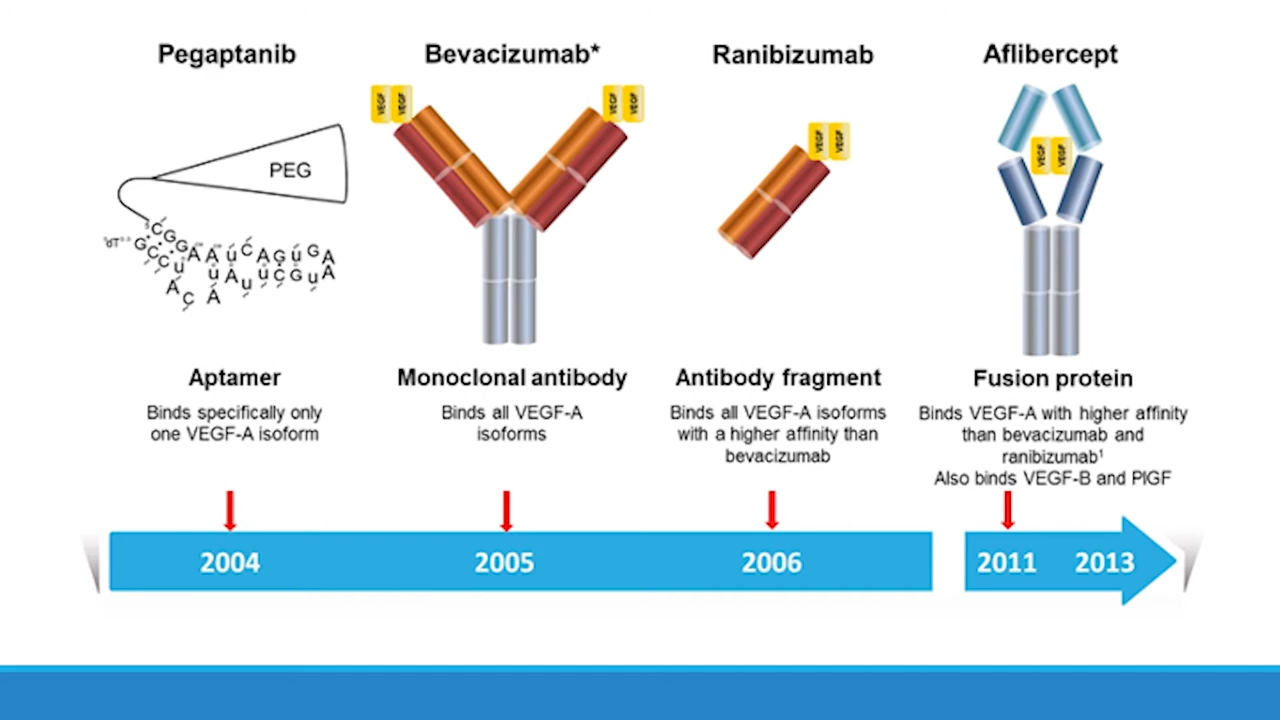 Pegaptanib
Bevacizumab*
Ranibizumab
Aflibercept
VEGF VEGF
VEGF VEGF
VEGF VEGF
VEGF VEGF
PEG
Aptamer
Binds specifically only
one VEGF-A isoform
Monoclonal antibody
Binds all VEGF-A
isoforms
Antibody fragment
Binds all VEGF-A isoforms
with a higher affinity than
bevacizumab
Fusion protein
Binds VEGF-A with higher affinity
than bevacizumab and
ranibizumab¹
Also binds VEGF-B and PlGF
2004
2005
2006
2011
2013